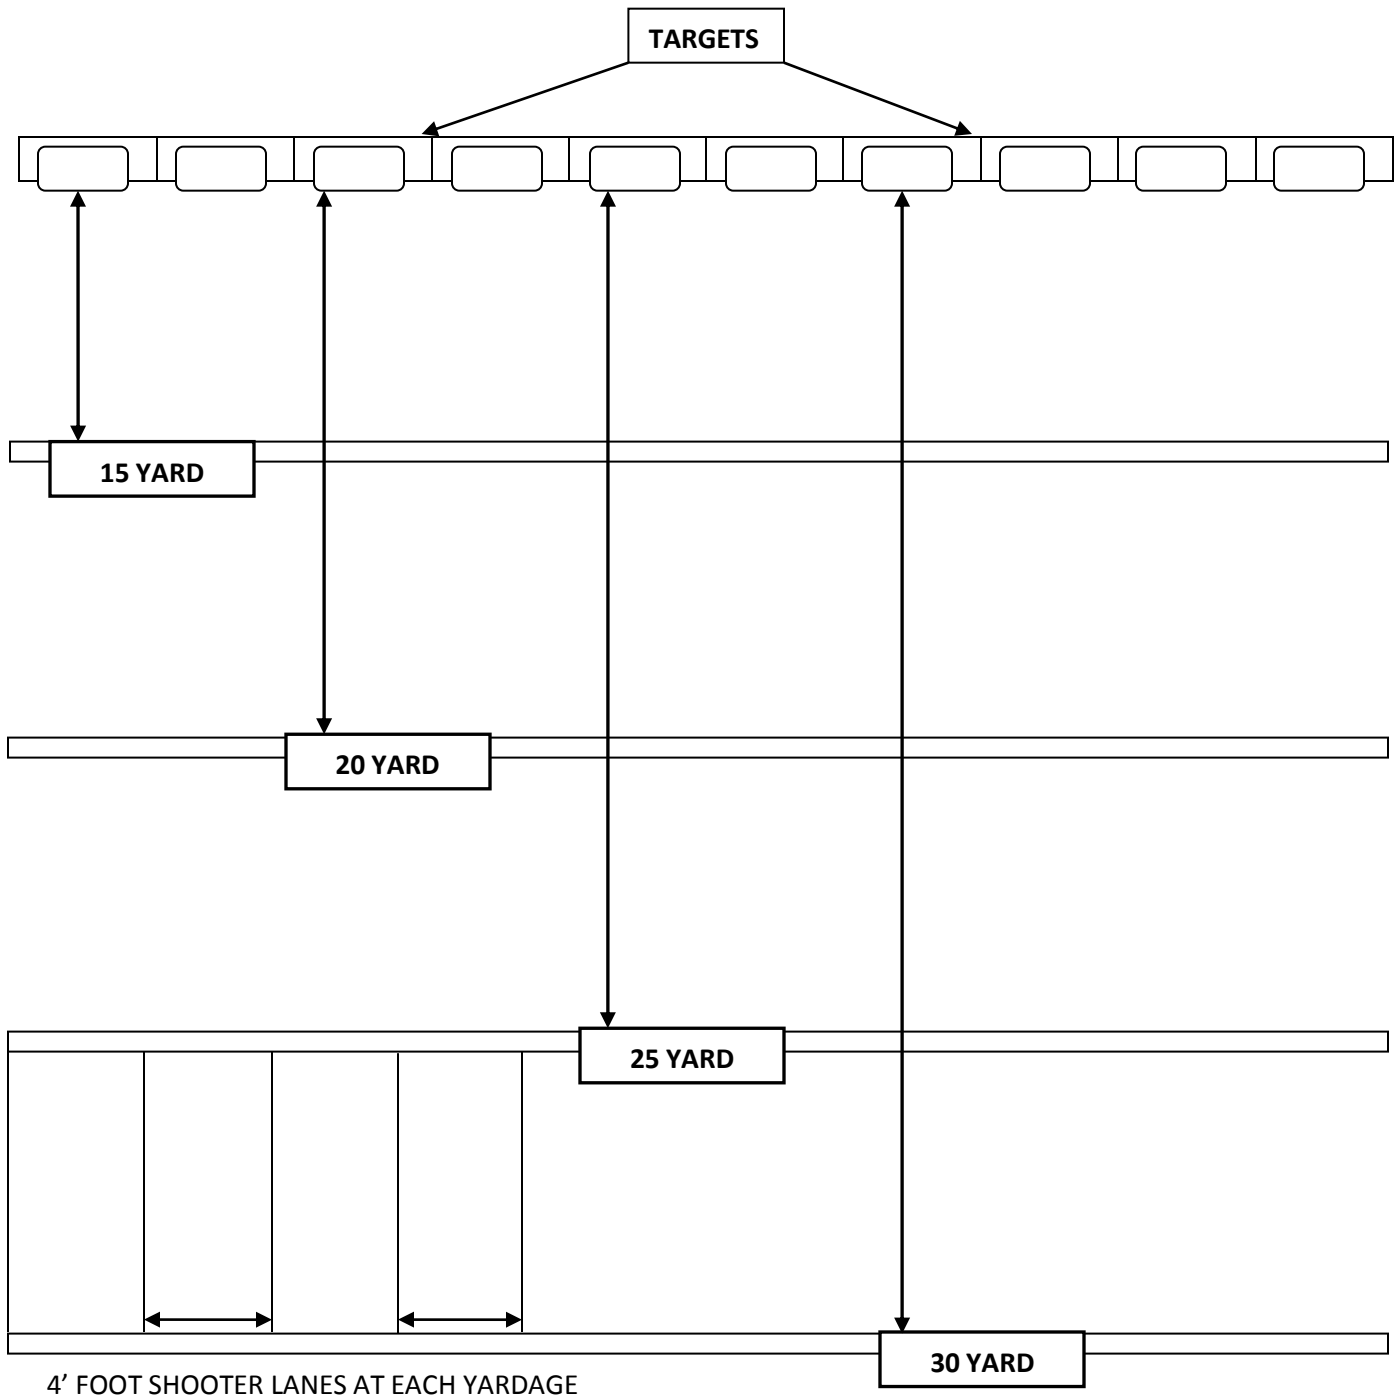 TARGETS
15 YARD
20 YARD
25 YARD
30 YARD
4’ FOOT SHOOTER LANES AT EACH YARDAGE